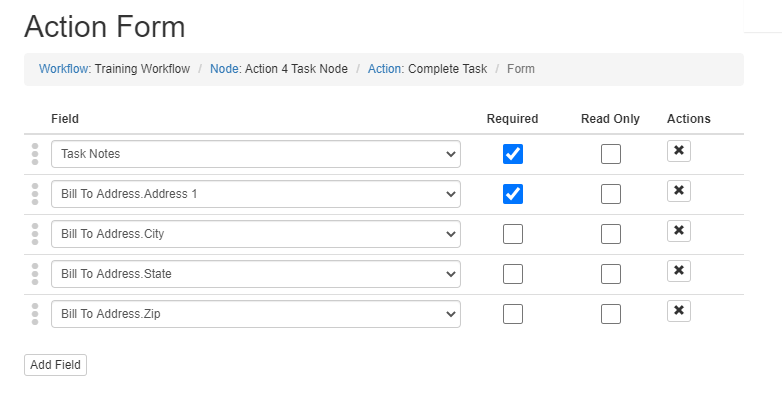 Action Form
Workflow: Training Workflow / Node: Action 4 Task Node / Action: Complete Task / Form
Field Required Read Only Actions
Task Notes
Bill To Address.Address 1
Bill To Address.City
Bill To Address.State
Bill To Address.Zip
Add Field